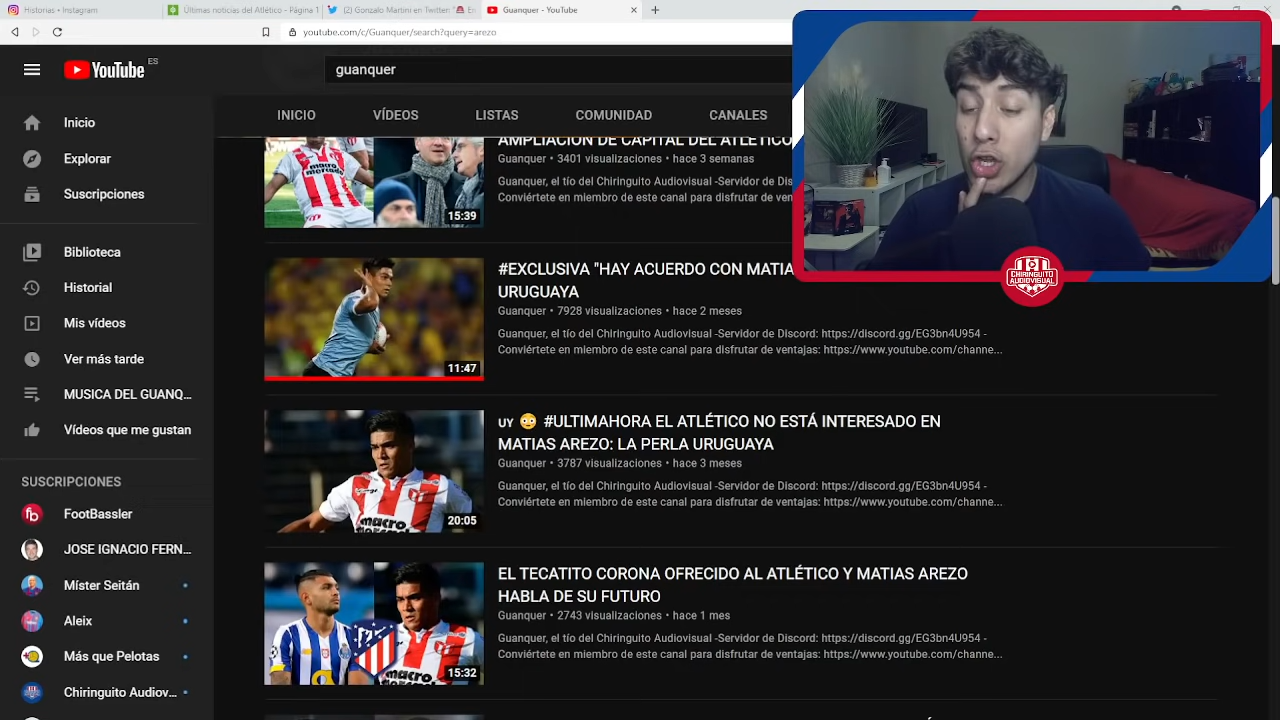 Historias • Instagram
Últimas noticias del Atlético - Página 1
(2) Gonzalo Martini en Twitter: "🚨 En
Guanquer - YouTube
youtube.com/c/Guanquer/search?query=arezo
YouTube ES
guanquer
INICIO
VÍDEOS
LISTAS
COMUNIDAD
CANALES
Inicio
Explorar
Suscripciones
Biblioteca
Historial
Mis vídeos
Ver más tarde
MUSICA DEL GUANQ...
Vídeos que me gustan
SUSCRIPCIONES
FootBassler
JOSE IGNACIO FERN...
Míster Seitán
Aleix
Más que Pelotas
Chiringuito Audiov...
macro
mercado
15:39
AMPLIACION DE CAPITAL DEL ATLÉTICO
Guanquer • 3401 visualizaciones • hace 3 semanas
Guanquer, el tío del Chiringuito Audiovisual -Servidor de Dis
Conviértete en miembro de este canal para disfrutar de ven
11:47
#EXCLUSIVA "HAY ACUERDO CON MATIA
URUGUAYA
Guanquer • 7928 visualizaciones • hace 2 meses
Guanquer, el tío del Chiringuito Audiovisual -Servidor de Discord: https://discord.gg/EG3bn4U954 -
Conviértete en miembro de este canal para disfrutar de ventajas: https://www.youtube.com/channe...
macro
20:05
UY 😳 #ULTIMAHORA EL ATLÉTICO NO ESTÁ INTERESADO EN
MATIAS AREZO: LA PERLA URUGUAYA
Guanquer • 3787 visualizaciones • hace 3 meses
Guanquer, el tío del Chiringuito Audiovisual -Servidor de Discord: https://discord.gg/EG3bn4U954 -
Conviértete en miembro de este canal para disfrutar de ventajas: https://www.youtube.com/channe...
macro
15:32
EL TECATITO CORONA OFRECIDO AL ATLÉTICO Y MATIAS AREZO
HABLA DE SU FUTURO
Guanquer • 2743 visualizaciones • hace 1 mes
Guanquer, el tío del Chiringuito Audiovisual -Servidor de Discord: https://discord.gg/EG3bn4U954 -
Conviértete en miembro de este canal para disfrutar de ventajas: https://www.youtube.com/channe...
CHIRINGUITO
AUDIOVISUAL